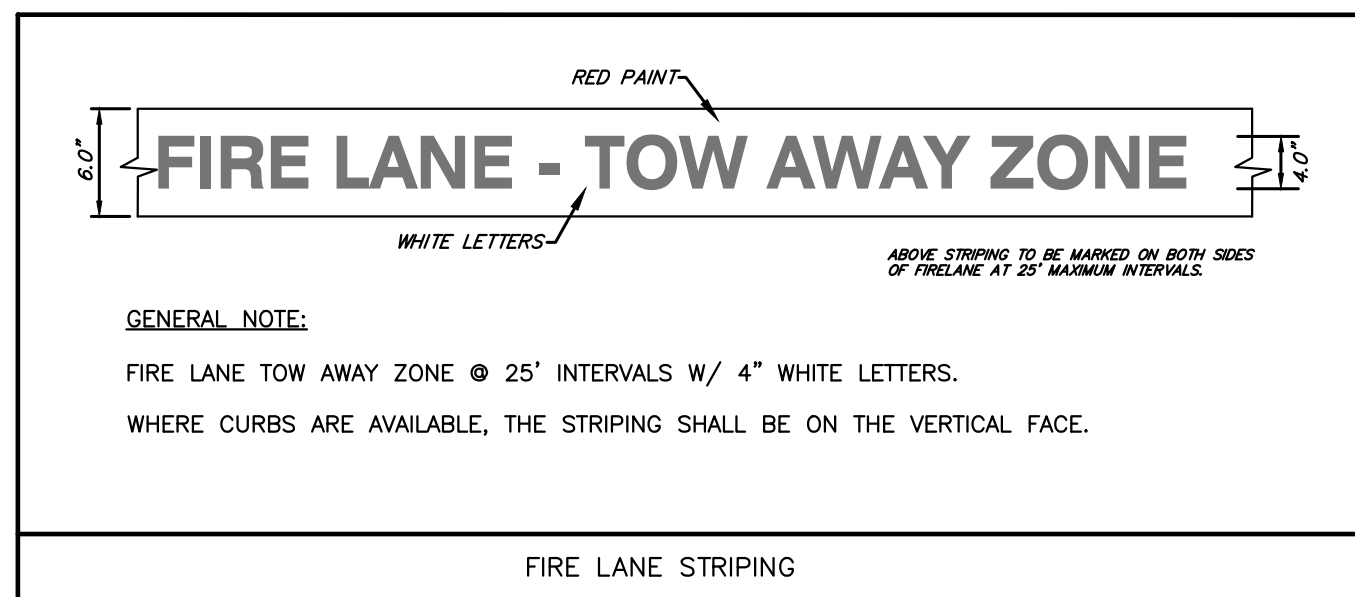 RED PAINT
6.0"
FIRE LANE - TOW AWAY ZONE
4.0"
WHITE LETTERS
ABOVE STRIPING TO BE MARKED ON BOTH SIDES
OF FIRELANE AT 25' MAXIMUM INTERVALS.
GENERAL NOTE:
FIRE LANE TOW AWAY ZONE @ 25' INTERVALS W/ 4" WHITE LETTERS.
WHERE CURBS ARE AVAILABLE, THE STRIPING SHALL BE ON THE VERTICAL FACE.
FIRE LANE STRIPING